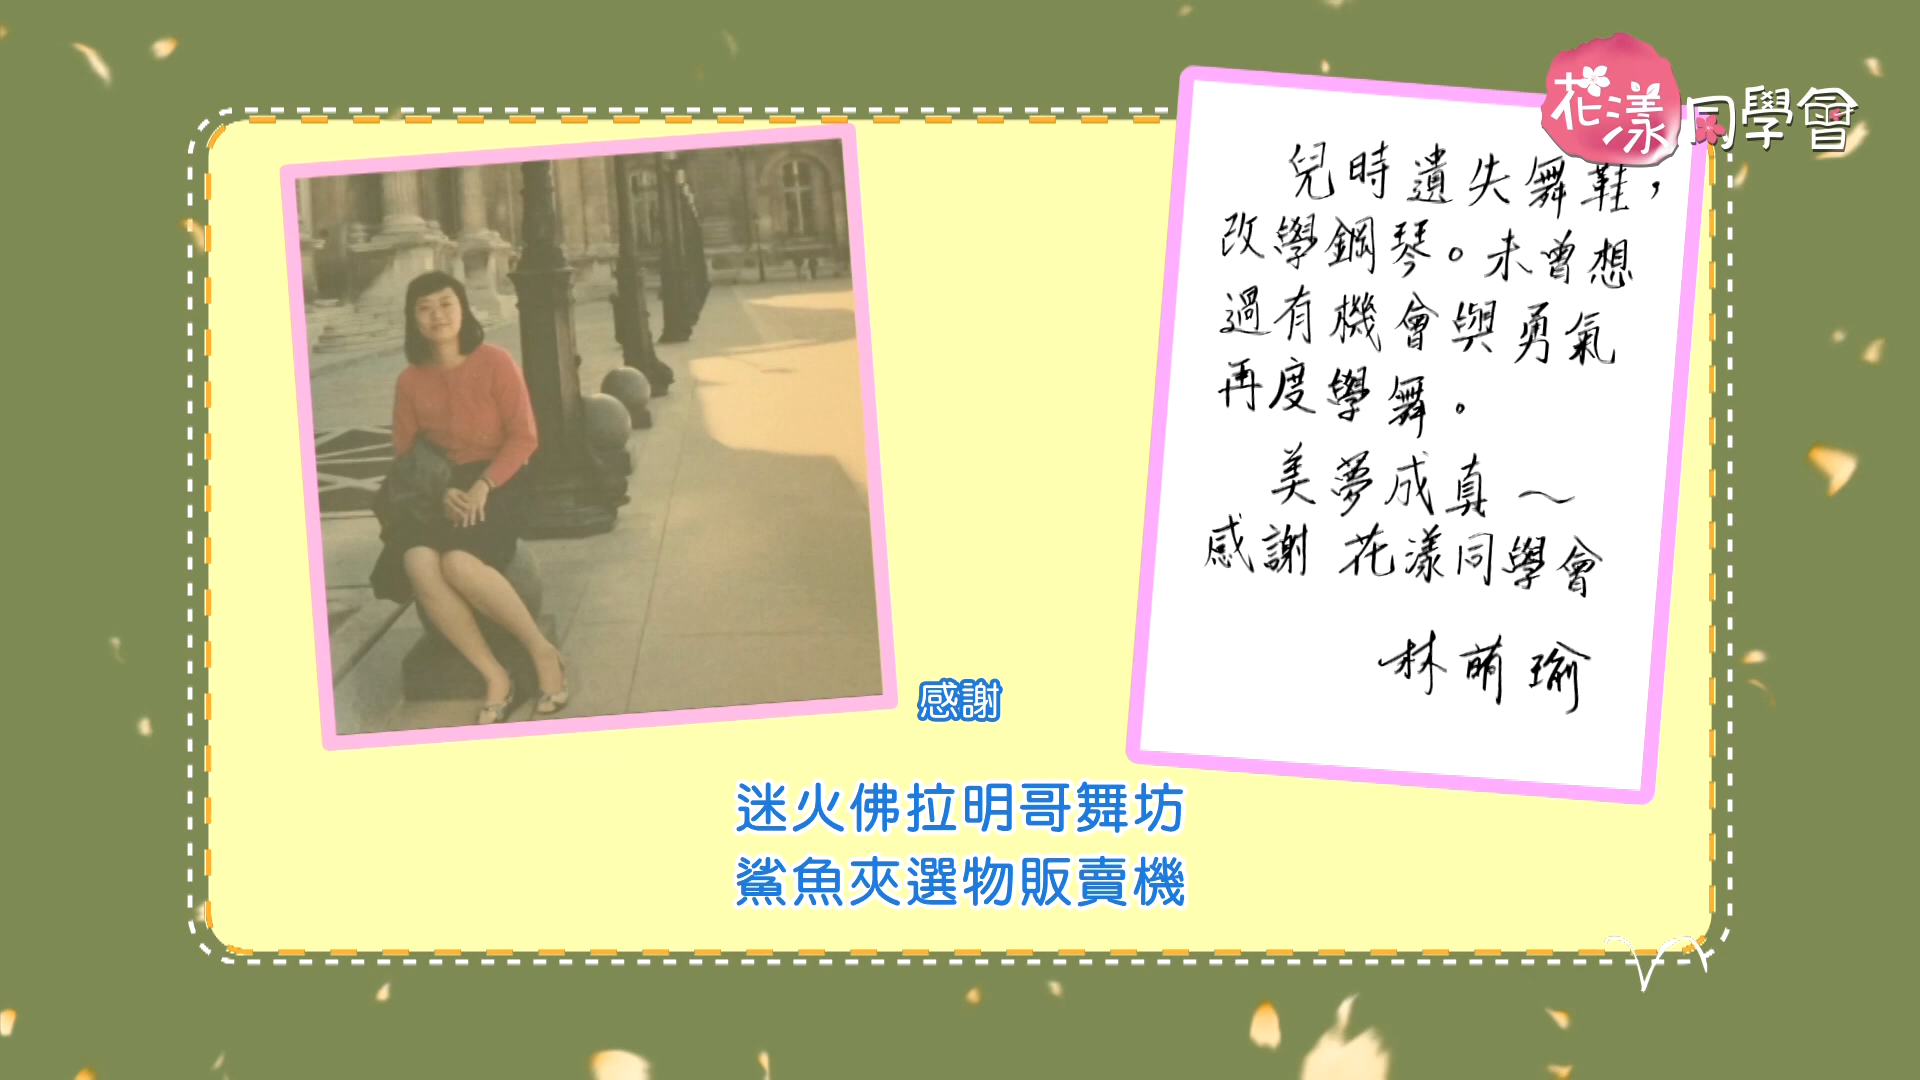 花漾同學會
兒時遺失舞鞋，
改學鋼琴。未曾想
過有機會與勇氣
再度學舞。
美夢成真～
感謝 花漾同學會
林萌瑜
感謝
迷火佛拉明哥舞坊
鯊魚夾選物販賣機